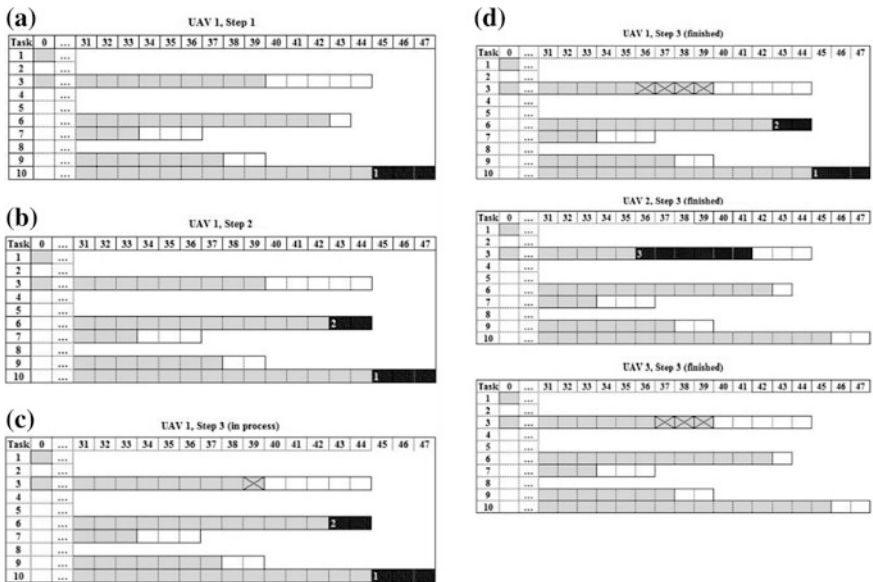 (a)
UAV 1, Step 1
Task 0 ... 31 32 33 34 35 36 37 38 39 40 41 42 43 44 45 46 47
1 ...
2 ...
3 ...
4 ...
5 ...
6 ...
7 ...
8 ...
9 ...
10 ... 1
(b)
UAV 1, Step 2
Task 0 ... 31 32 33 34 35 36 37 38 39 40 41 42 43 44 45 46 47
1 ...
2 ...
3 ...
4 ...
5 ...
6 ... 2
7 ...
8 ...
9 ...
10 ... 1
(c)
UAV 1, Step 3 (in process)
Task 0 ... 31 32 33 34 35 36 37 38 39 40 41 42 43 44 45 46 47
1 ...
2 ...
3 ...
4 ...
5 ...
6 ... 2
7 ...
8 ...
9 ...
10 ... 1
(d)
UAV 1, Step 3 (finished)
Task 0 ... 31 32 33 34 35 36 37 38 39 40 41 42 43 44 45 46 47
1 ...
2 ...
3 ...
4 ...
5 ...
6 ... 2
7 ...
8 ...
9 ...
10 ... 1
UAV 2, Step 3 (finished)
Task 0 ... 31 32 33 34 35 36 37 38 39 40 41 42 43 44 45 46 47
1 ...
2 ...
3 ... 3
4 ...
5 ...
6 ...
7 ...
8 ...
9 ...
10 ...
UAV 3, Step 3 (finished)
Task 0 ... 31 32 33 34 35 36 37 38 39 40 41 42 43 44 45 46 47
1 ...
2 ...
3 ...
4 ...
5 ...
6 ...
7 ...
8 ...
9 ...
10 ...